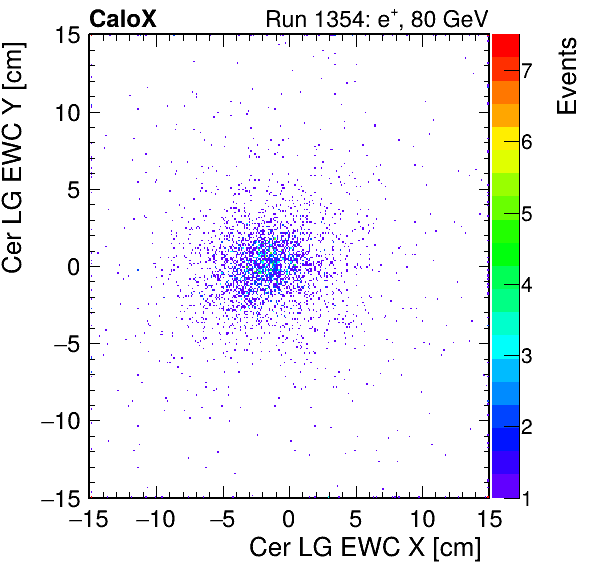 CaloX Run 1354: e+, 80 GeV
Cer LG EWC Y [cm]
15
10
5
0
−5
−10
−15
−15 −10 −5 0 5 10 15
Cer LG EWC X [cm]
Events
7
6
5
4
3
2
1